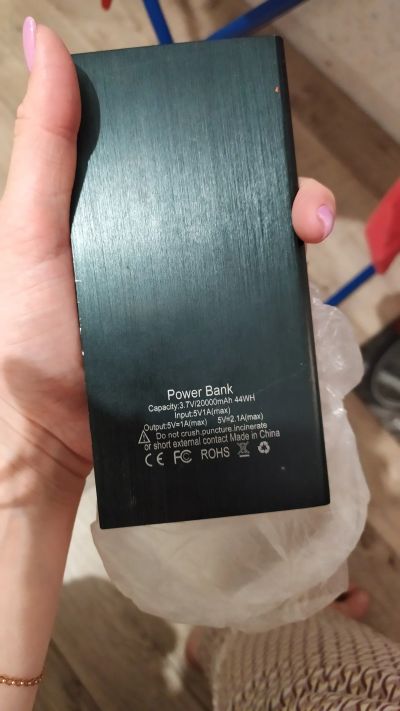 Power Bank
Capacity:3.7V/20000mAh 44WH
Input:5V1A(max)
Output:5V=1A(max) 5V=2.1A(max)
Do not crush,puncture,incinerate
or short external contact Made in China
CE FC ROHS